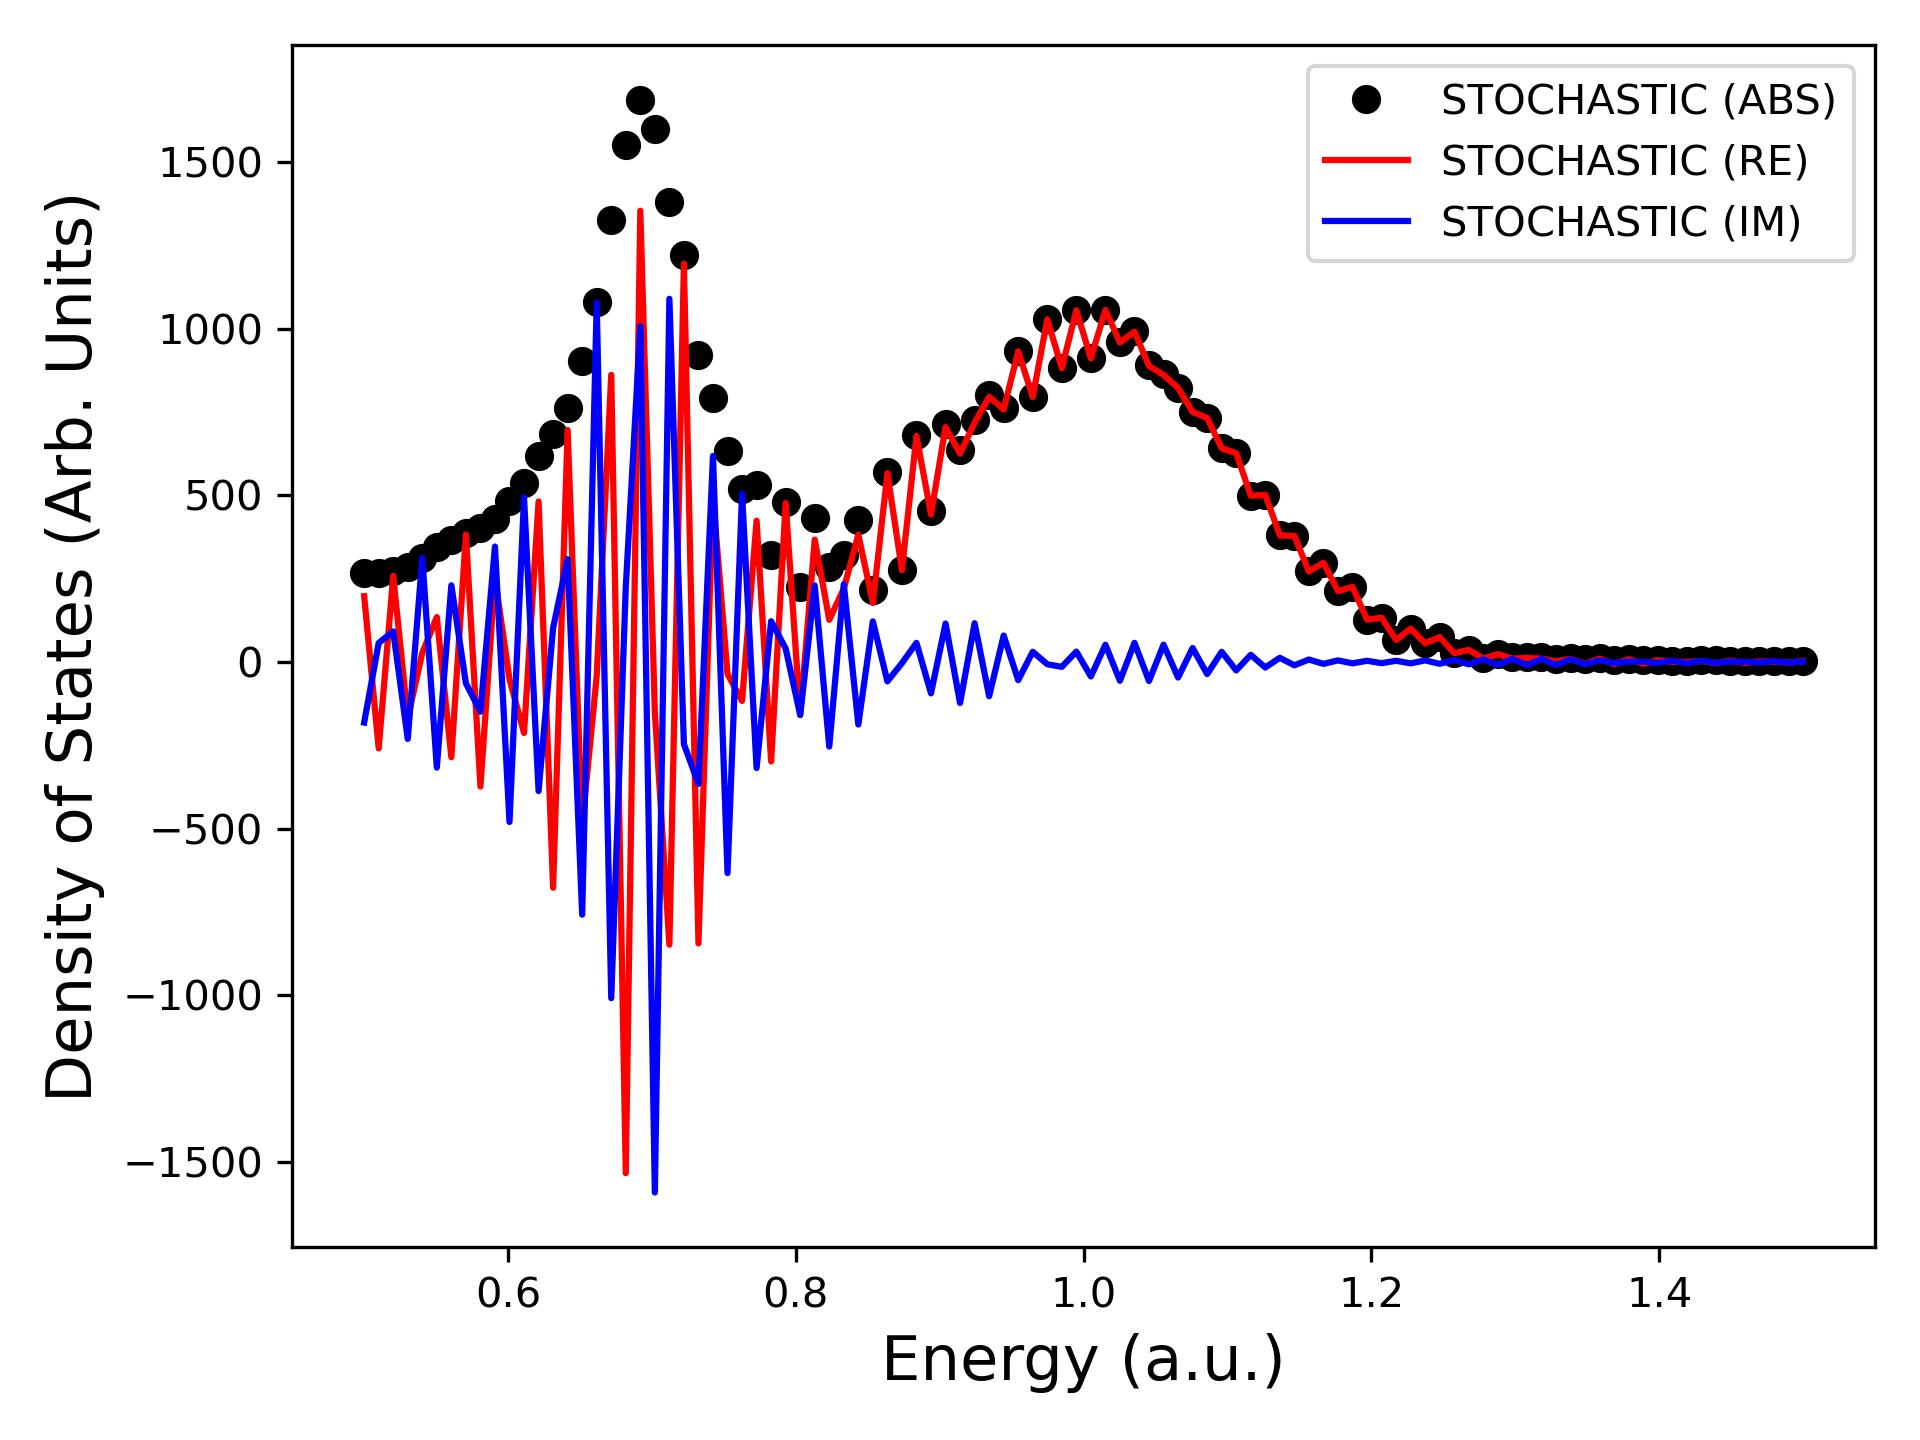 STOCHASTIC (ABS)
STOCHASTIC (RE)
STOCHASTIC (IM)
Density of States (Arb. Units)
1500
1000
500
0
−500
−1000
−1500
0.6 0.8 1.0 1.2 1.4
Energy (a.u.)